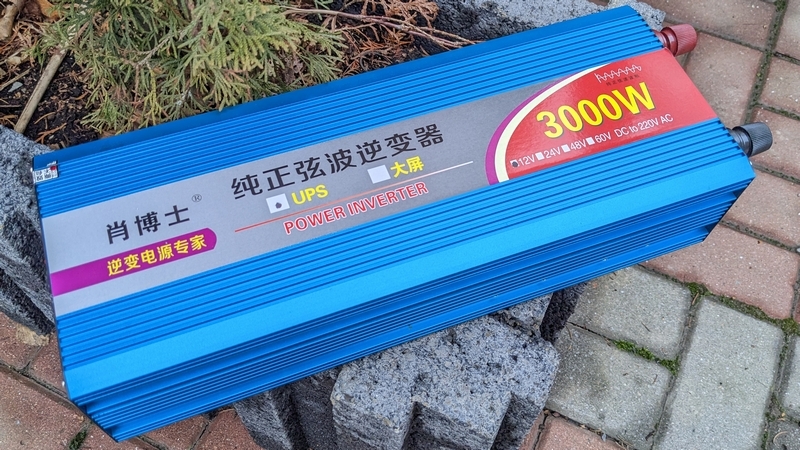 肖博士®
逆变电源专家
纯正弦波逆变器
UPS 大屏
POWER INVERTER
3000W
12V 24V 48V 60V DC to 220V AC